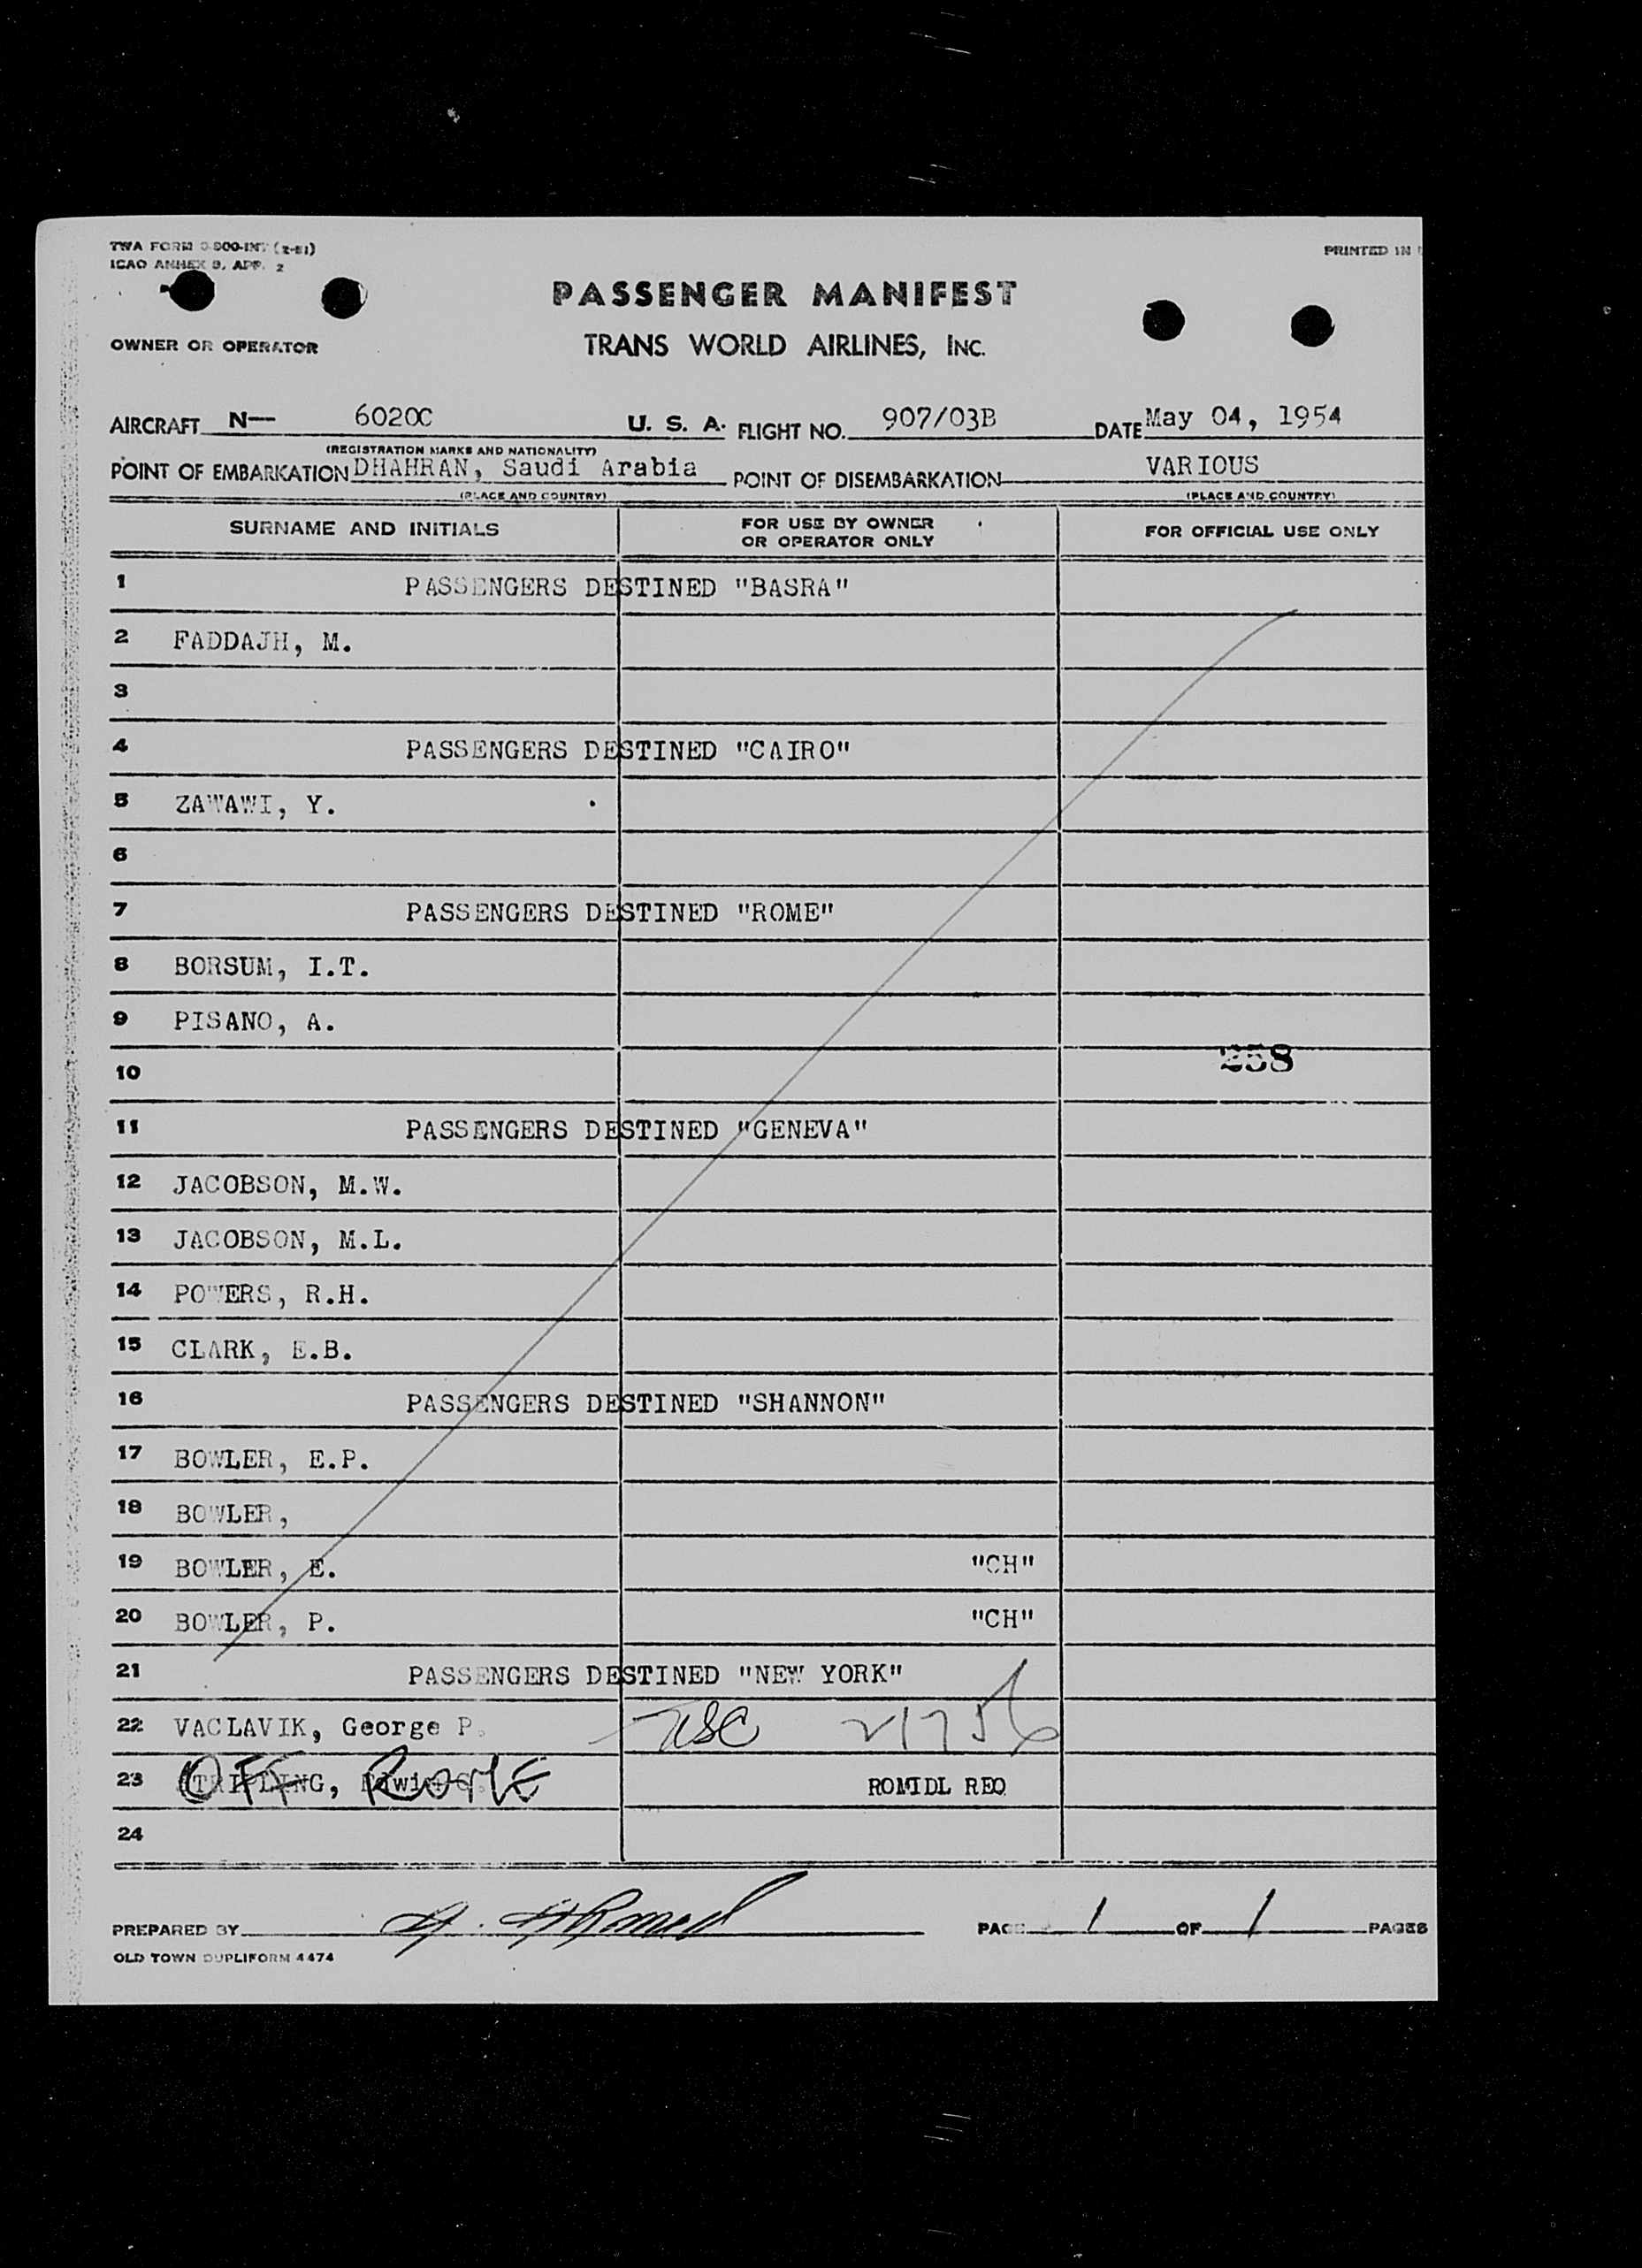 TWA FORM
ICAO ANNEX 9, APP. 2
PRINTED IN
PASSENGER MANIFEST
OWNER OR OPERATOR TRANS WORLD AIRLINES, INC.
AIRCRAFT N— 6020C U. S. A. FLIGHT NO. 907/03B DATE May 04, 1954
(REGISTRATION MARKS AND NATIONALITY)
POINT OF EMBARKATION DHAHRAN, Saudi Arabia POINT OF DISEMBARKATION VARIOUS
(PLACE AND COUNTRY) (PLACE AND COUNTRY)
SURNAME AND INITIALS FOR USE BY OWNER OR OPERATOR ONLY FOR OFFICIAL USE ONLY
1 PASSENGERS DESTINED "BASRA"
2 FADDAJH, M.
3
4 PASSENGERS DESTINED "CAIRO"
5 ZAWAWI, Y.
6
7 PASSENGERS DESTINED "ROME"
8 BORSUM, I.T.
9 PISANO, A.
10 258
11 PASSENGERS DESTINED "GENEVA"
12 JACOBSON, M.W.
13 JACOBSON, M.L.
14 POWERS, R.H.
15 CLARK, E.B.
16 PASSENGERS DESTINED "SHANNON"
17 BOWLER, E.P.
18 BOWLER,
19 BOWLER, E. "CH"
20 BOWLER, P. "CH"
21 PASSENGERS DESTINED "NEW YORK"
22 VACLAVIK, George P. USC
23 OFF ROME ROMIDL REQ
24
PREPARED BY PAGE 1 OF 1 PAGES
OLD TOWN DUPLIFORM 4474